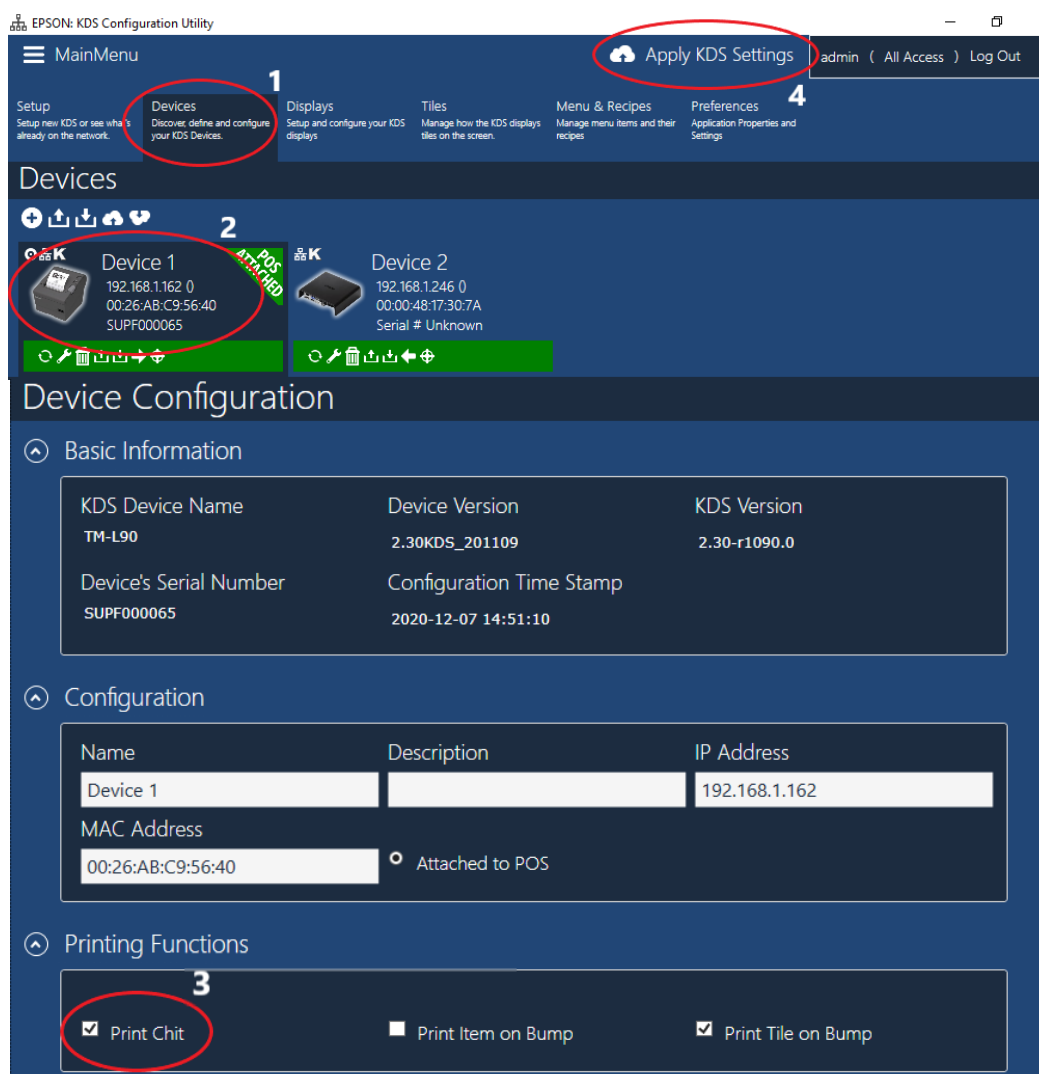 EPSON: KDS Configuration Utility
MainMenu
Apply KDS Settings
admin ( All Access ) Log Out
1
4
Setup
Setup new KDS or see what's
already on the network.
Devices
Discover, define and configure
your KDS Devices.
Displays
Setup and configure your KDS
displays
Tiles
Manage how the KDS displays
tiles on the screen.
Menu & Recipes
Manage menu items and their
recipes
Preferences
Application Properties and
Settings
Devices
2
K
Device 1
192.168.1.162 ()
00:26:AB:C9:56:40
SUPF000065
POS
ATTACHED
K
Device 2
192.168.1.246 ()
00:00:48:17:30:7A
Serial # Unknown
Device Configuration
Basic Information
KDS Device Name
TM-L90
Device Version
2.30KDS_201109
KDS Version
2.30-r1090.0
Device's Serial Number
SUPF000065
Configuration Time Stamp
2020-12-07 14:51:10
Configuration
Name
Device 1
Description
IP Address
192.168.1.162
MAC Address
00:26:AB:C9:56:40
Attached to POS
Printing Functions
3
Print Chit
Print Item on Bump
Print Tile on Bump